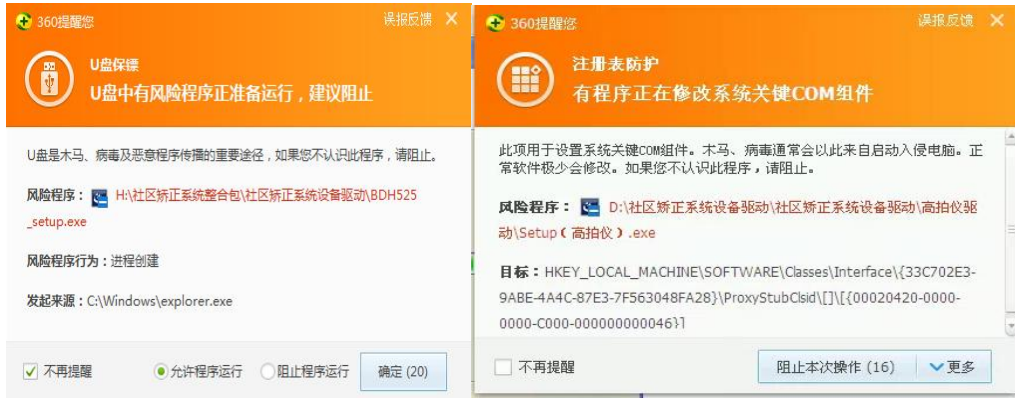 360提醒您
误报反馈
U盘保镖
U盘中有风险程序正准备运行，建议阻止
U盘是木马、病毒及恶意程序传播的重要途径，如果您不认识此程序，请阻止。
风险程序： H:\社区矫正系统整合包\社区矫正系统设备驱动\BDH525
_setup.exe
风险程序行为：进程创建
发起来源：C:\Windows\explorer.exe
不再提醒
允许程序运行
阻止程序运行
确定 (20)
360提醒您
误报反馈
注册表防护
有程序正在修改系统关键COM组件
此项用于设置系统关键COM组件。木马、病毒通常会以此来自启动入侵电脑。正
常软件极少会修改。如果您不认识此程序，请阻止。
风险程序： D:\社区矫正系统设备驱动\社区矫正系统设备驱动\高拍仪驱
动\Setup（高拍仪）.exe
目标：HKEY_LOCAL_MACHINE\SOFTWARE\Classes\Interface\{33C702E3-
9ABE-4A4C-87E3-7F563048FA28}\ProxyStubClsid\[]\[{00020420-0000-
0000-C000-000000000046}]
不再提醒
阻止本次操作 (16)
更多